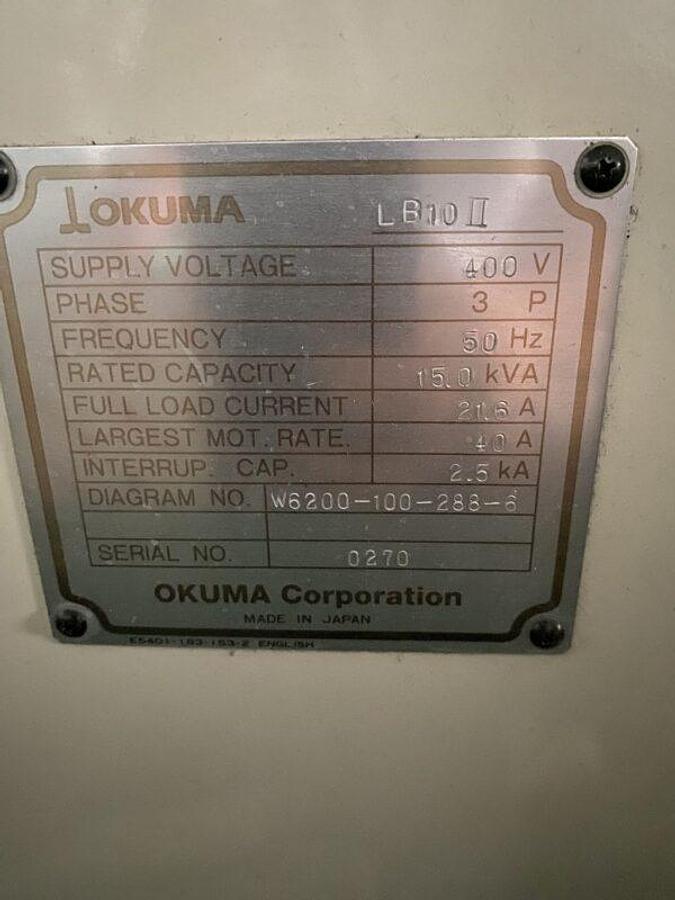 OKUMA LB10 II
SUPPLY VOLTAGE 400 V
PHASE 3 P
FREQUENCY 50 Hz
RATED CAPACITY 15.0 kVA
FULL LOAD CURRENT 21.6 A
LARGEST MOT. RATE. 40 A
INTERRUP. CAP. 2.5 kA
DIAGRAM NO. W6200-100-288-6
SERIAL NO. 0270
OKUMA Corporation
MADE IN JAPAN
ENGLISH